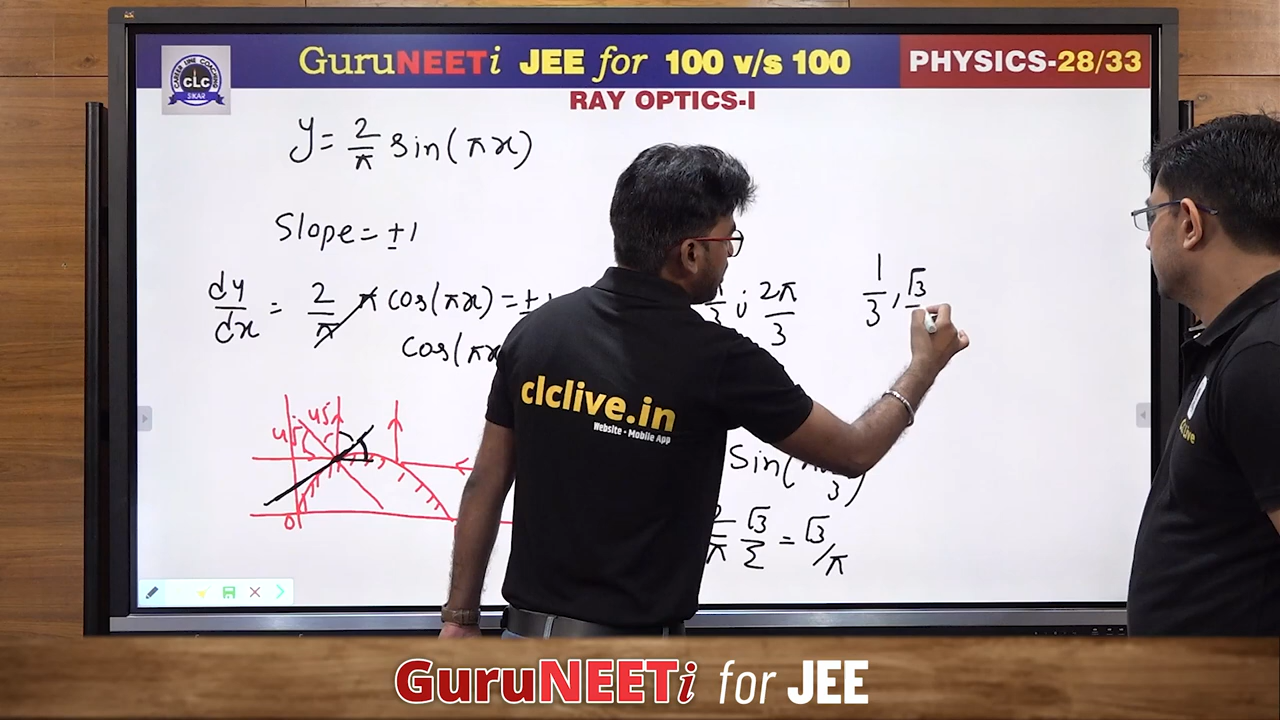 GuruNEETi JEE for 100 v/s 100
PHYSICS-28/33
CLC
SIKAR
RAY OPTICS-I
y = 2/π sin(πx)
Slope = ±1
dy/dx = 2/π π cos(πx) = ±
cos(πx
3 ; 2π/3
1/3, √3
45
45
0
Sin(
3)
π √3/2 = √3/π
clclive.in
Website • Mobile App
GuruNEETi for JEE